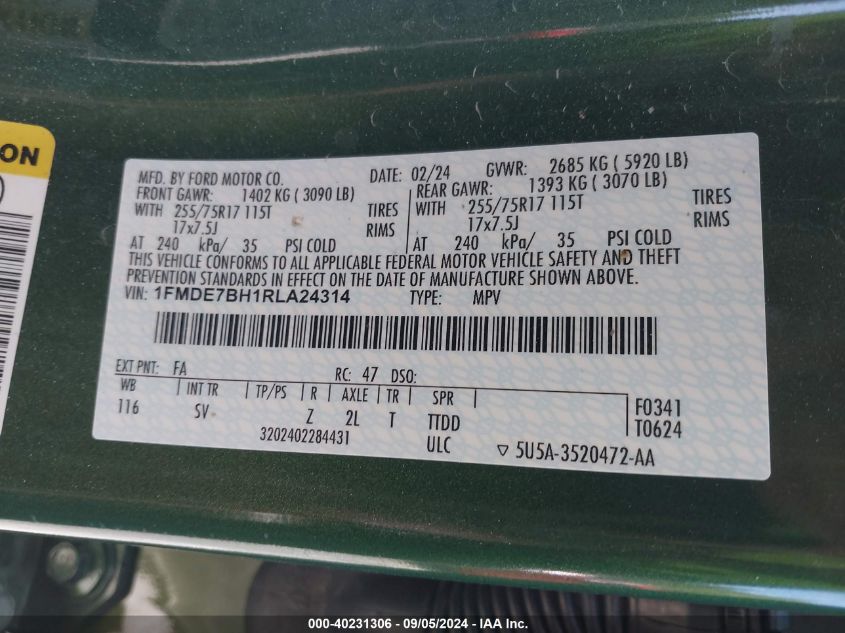 ON
MFD. BY FORD MOTOR CO. DATE: 02/24 GVWR: 2685 KG ( 5920 LB)
FRONT GAWR: 1402 KG ( 3090 LB) REAR GAWR: 1393 KG ( 3070 LB)
WITH 255/75R17 115T TIRES WITH 255/75R17 115T TIRES
17x7.5J RIMS 17x7.5J RIMS
AT 240 kPa/ 35 PSI COLD AT 240 kPa/ 35 PSI COLD
THIS VEHICLE CONFORMS TO ALL APPLICABLE FEDERAL MOTOR VEHICLE SAFETY AND THEFT
PREVENTION STANDARDS IN EFFECT ON THE DATE OF MANUFACTURE SHOWN ABOVE.
VIN: 1FMDE7BH1RLA24314 TYPE: MPV
EXT PNT: FA RC: 47 DSO:
WB INT TR TP/PS R AXLE TR SPR
116 SV Z 2L T TTDD
F0341
T0624
3202402284431 ULC
▽ 5U5A-3520472-AA
000-40231306 - 09/05/2024 - IAA Inc.